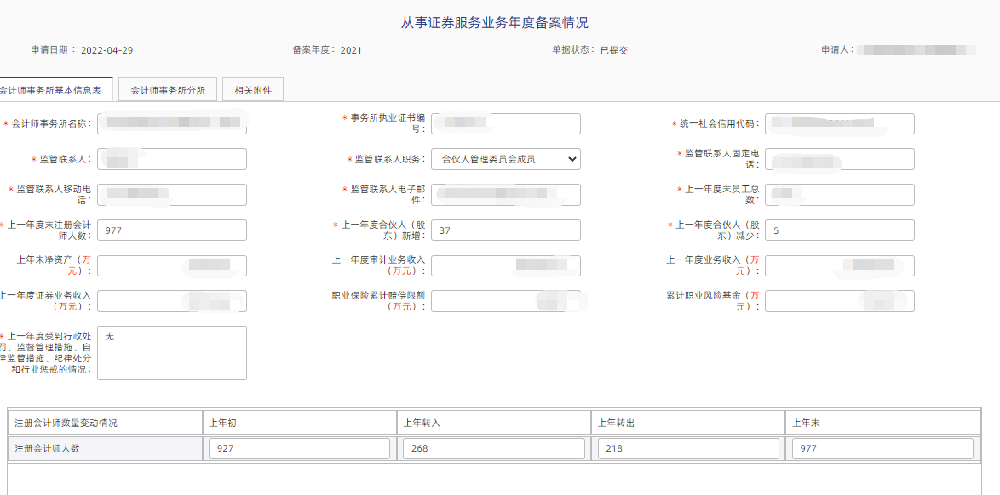 从事证券服务业务年度备案情况
申请日期： 2022-04-29 备案年度： 2021 单据状态： 已提交 申请人：
会计师事务所基本信息表 会计师事务所分所 相关附件
* 会计师事务所名称：
* 事务所执业证书编
号：
* 统一社会信用代码：
* 监管联系人：
* 监管联系人职务： 合伙人管理委员会成员
* 监管联系人固定电
话：
* 监管联系人移动电
话：
* 监管联系人电子邮
件：
* 上一年度末员工总
数：
* 上一年度末注册会计
师人数： 977
* 上一年度合伙人（股
东）新增： 37
* 上一年度合伙人（股
东）减少： 5
上年末净资产（万
元）：
上一年度审计业务收入
（万元）：
上一年度业务收入（万
元）：
上一年度证券业务收入
（万元）：
职业保险累计赔偿限额
（万元）：
累计职业风险基金（万
元）：
* 上一年度受到行政处
罚、监督管理措施、自
律监管措施、纪律处分
和行业惩戒的情况：
无
注册会计师数量变动情况 上年初 上年转入 上年转出 上年末
注册会计师人数 927 268 218 977